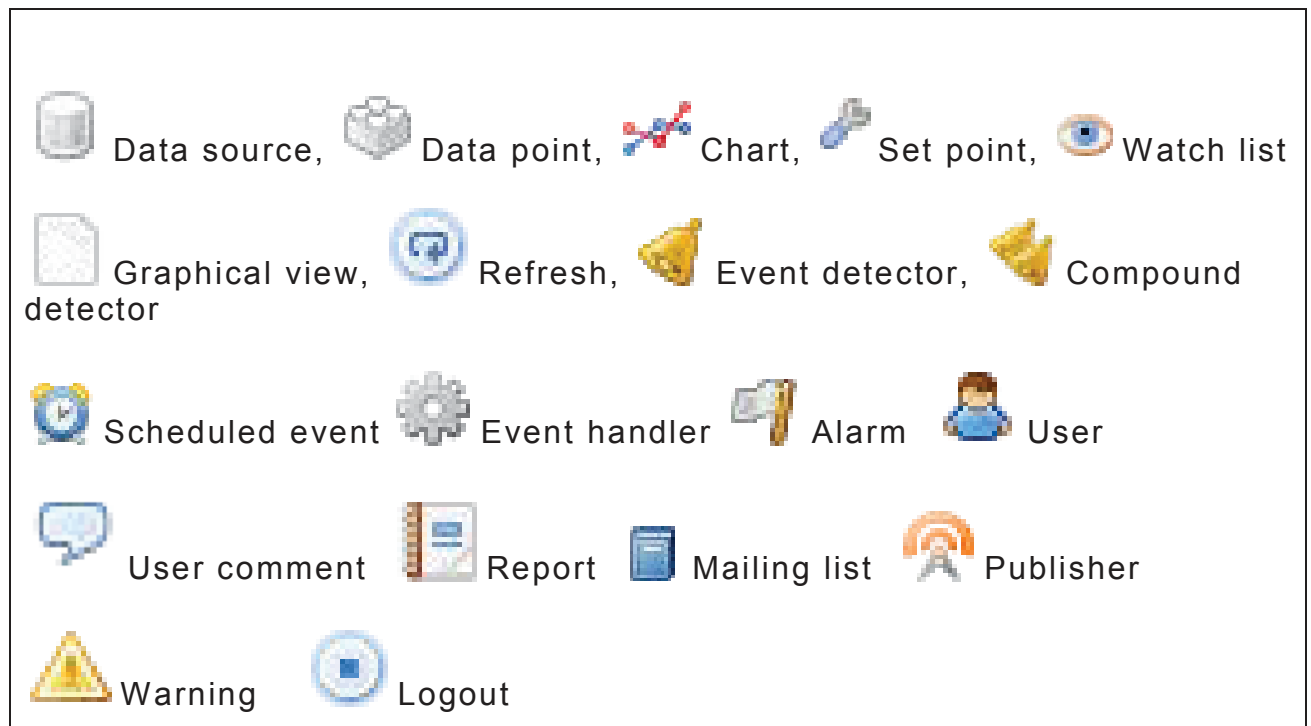 Data source, Data point, Chart, Set point, Watch list
Graphical view, Refresh, Event detector, Compound
detector
Scheduled event Event handler Alarm User
User comment Report Mailing list Publisher
Warning Logout